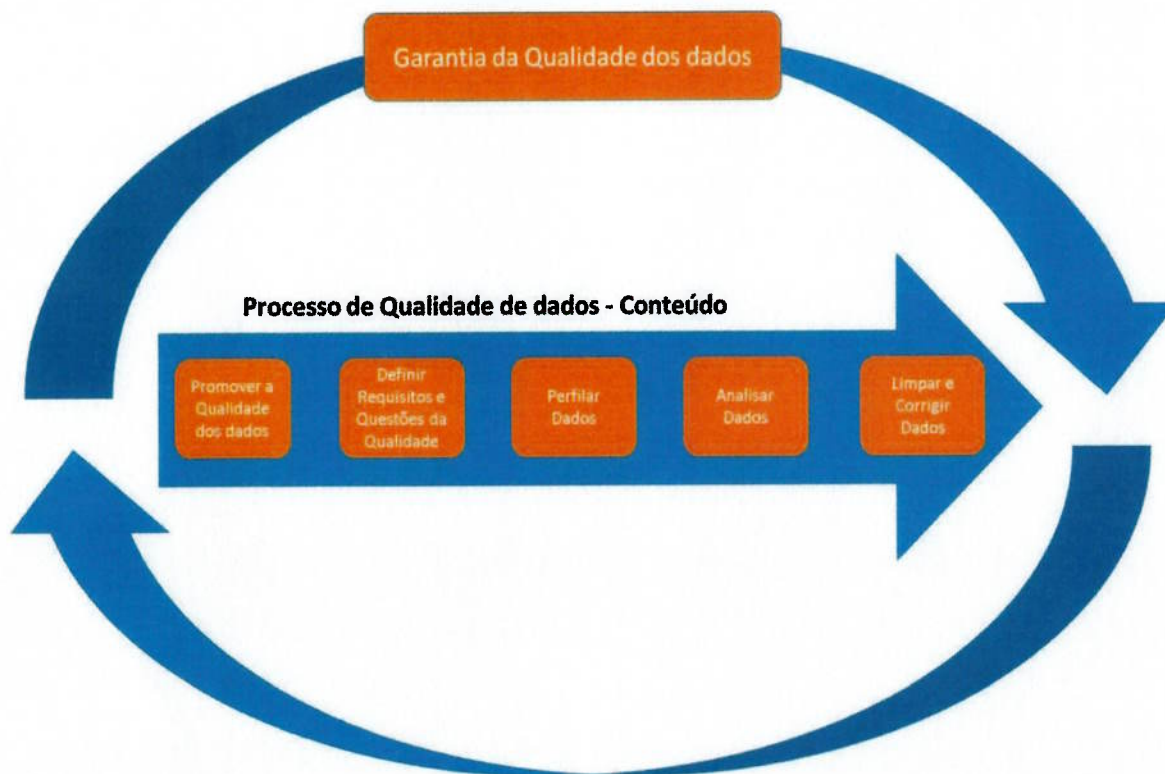 Garantia da Qualidade dos dados
Processo de Qualidade de dados - Conteúdo
Promover a
Qualidade
dos dados
Definir
Requisitos e
Questões da
Qualidade
Perfilar
Dados
Analisar
Dados
Limpar e
Corrigir
Dados